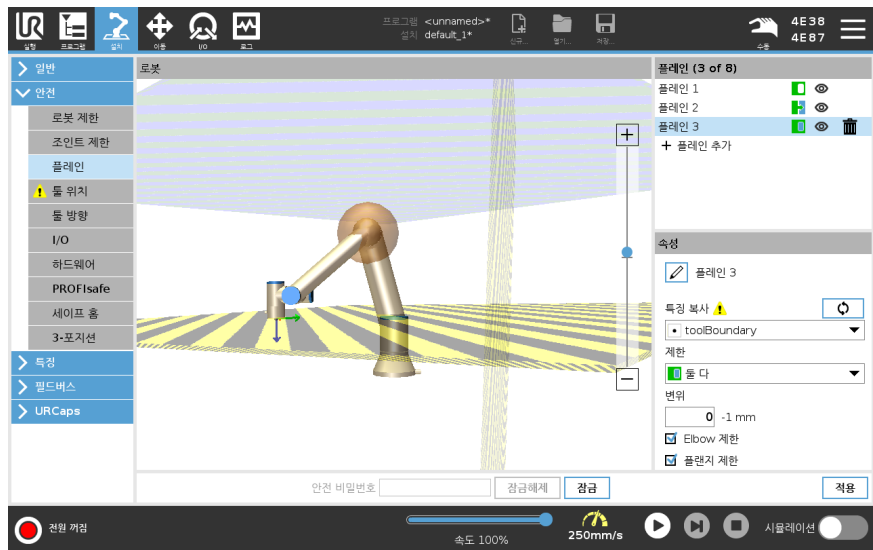 프로그램 <unnamed>*
설치 default_1*
UR
실행 프로그램 설치 이동 I/O 로그
신규... 열기... 저장...
수동
4E38
4E87
일반
안전
로봇 제한
조인트 제한
플레인
툴 위치
툴 방향
I/O
하드웨어
PROFIsafe
세이프 홈
3-포지션
특징
필드버스
URCaps
로봇
플레인 (3 of 8)
플레인 1
플레인 2
플레인 3
플레인 추가
속성
플레인 3
특징 복사
toolBoundary
제한
둘 다
변위
0 -1 mm
Elbow 제한
플랜지 제한
안전 비밀번호 잠금해제 잠금 적용
전원 꺼짐
속도 100%
250mm/s
시뮬레이션